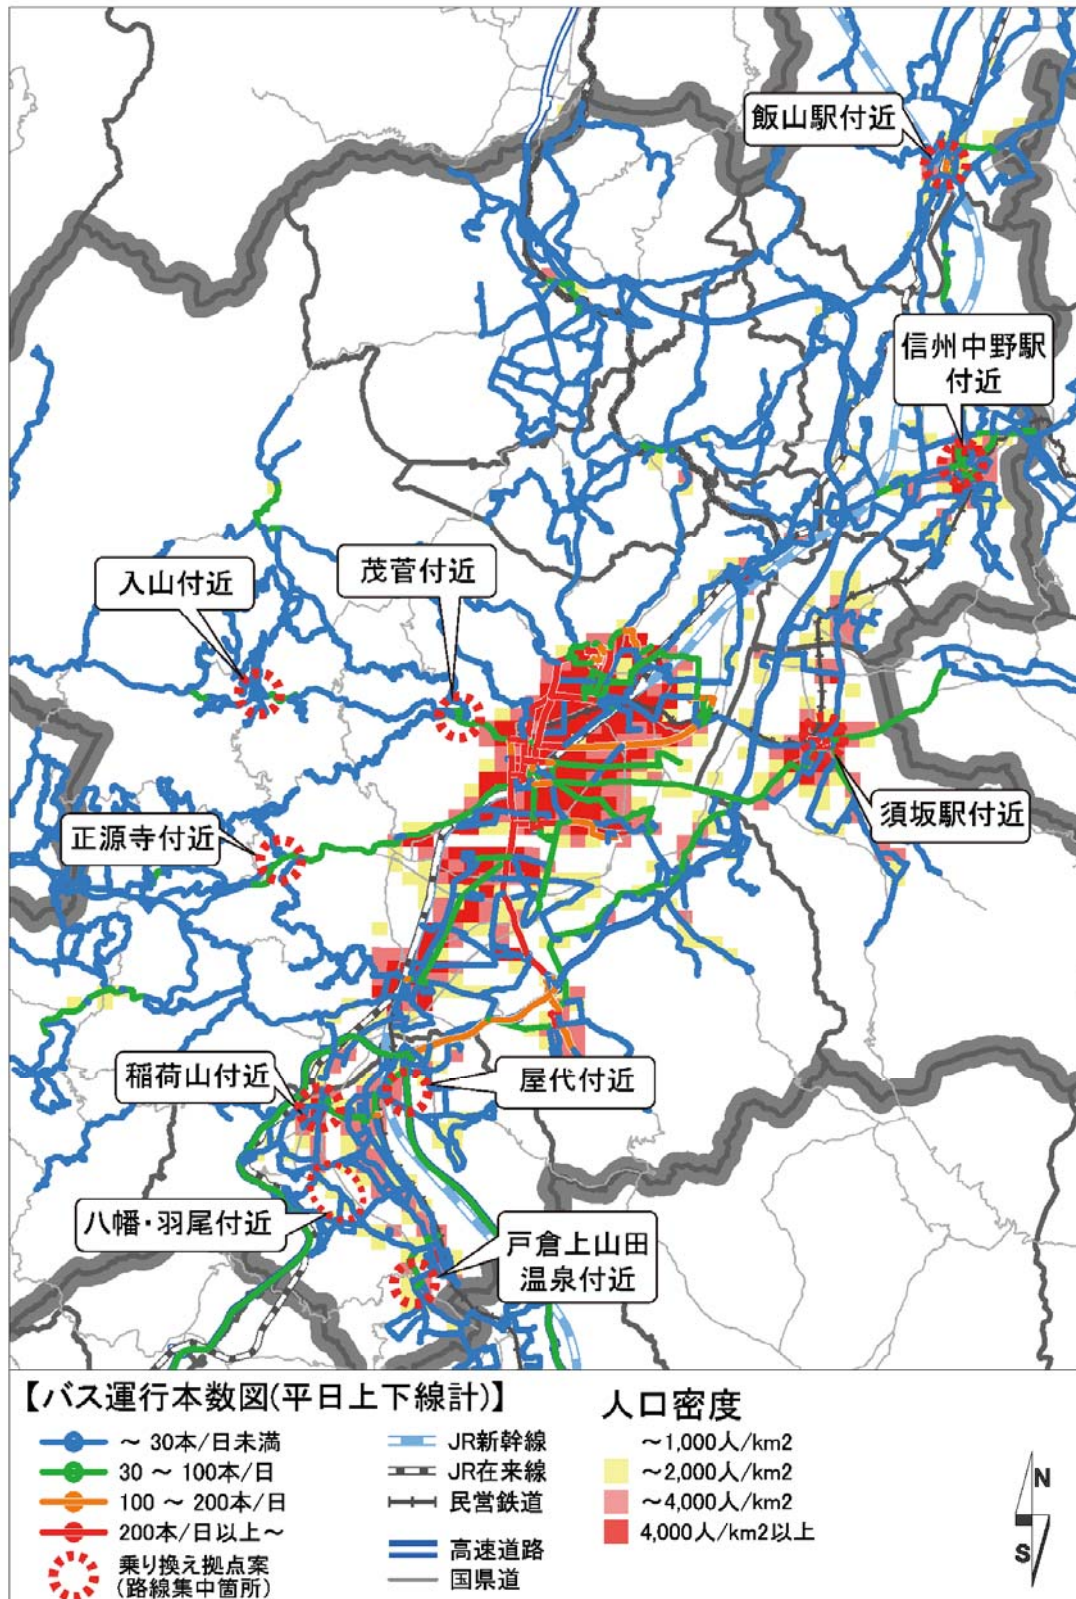 飯山駅付近
信州中野駅
付近
入山付近
茂菅付近
正源寺付近
須坂駅付近
稲荷山付近
屋代付近
八幡・羽尾付近
戸倉上山田
温泉付近
【バス運行本数図(平日上下線計)】
～ 30本/日未満
30 ～ 100本/日
100 ～ 200本/日
200本/日以上～
乗り換え拠点案
(路線集中箇所)
JR新幹線
JR在来線
民営鉄道
高速道路
国県道
人口密度
～1,000人/km2
～2,000人/km2
～4,000人/km2
4,000人/km2以上
N
S